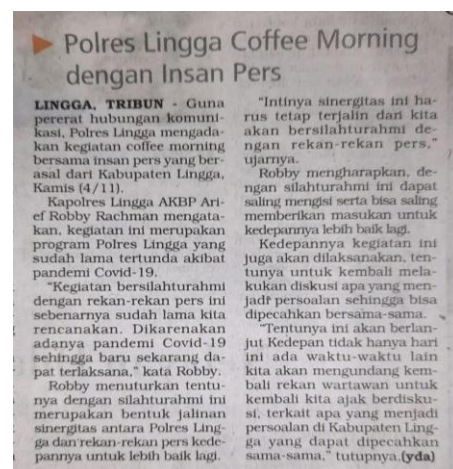 Polres Lingga Coffee Morning
dengan Insan Pers
LINGGA, TRIBUN - Guna
pererat hubungan komuni-
kasi, Polres Lingga mengada-
kan kegiatan coffee morning
bersama insan pers yang ber-
asal dari Kabupaten Lingga,
Kamis (4/11).
Kapolres Lingga AKBP Ari-
ef Robby Rachman mengata-
kan, kegiatan ini merupakan
program Polres Lingga yang
sudah lama tertunda akibat
pandemi Covid-19.
"Kegiatan bersilahturahmi
dengan rekan-rekan pers ini
sebenarnya sudah lama kita
rencanakan. Dikarenakan
adanya pandemi Covid-19
sehingga baru sekarang da-
pat terlaksana," kata Robby.
Robby menuturkan tentu-
nya dengan silahturahmi ini
merupakan bentuk jalinan
sinergitas antara Polres Ling-
ga dan rekan-rekan pers kede-
pannya untuk lebih baik lagi.
"Intinya sinergitas ini ha-
rus tetap terjalin dari kita
akan bersilahturahmi de-
ngan rekan-rekan pers,"
ujarnya.
Robby mengharapkan, de-
ngan silahturahmi ini dapat
saling mengisi serta bisa saling
memberikan masukan untuk
kedepannya lebih baik lagi.
Kedepannya kegiatan ini
juga akan dilaksanakan, ten-
tunya untuk kembali mela-
kukan diskusi apa yang men-
jadi persoalan sehingga bisa
dipecahkan bersama-sama.
"Tentunya ini akan berlan-
jut Kedepan tidak hanya hari
ini ada waktu-waktu lain
kita akan mengundang kem-
bali rekan wartawan untuk
kembali kita ajak berdisku-
si, terkait apa yang menjadi
persoalan di Kabupaten Ling-
ga yang dapat dipecahkan
sama-sama," tutupnya.(yda)